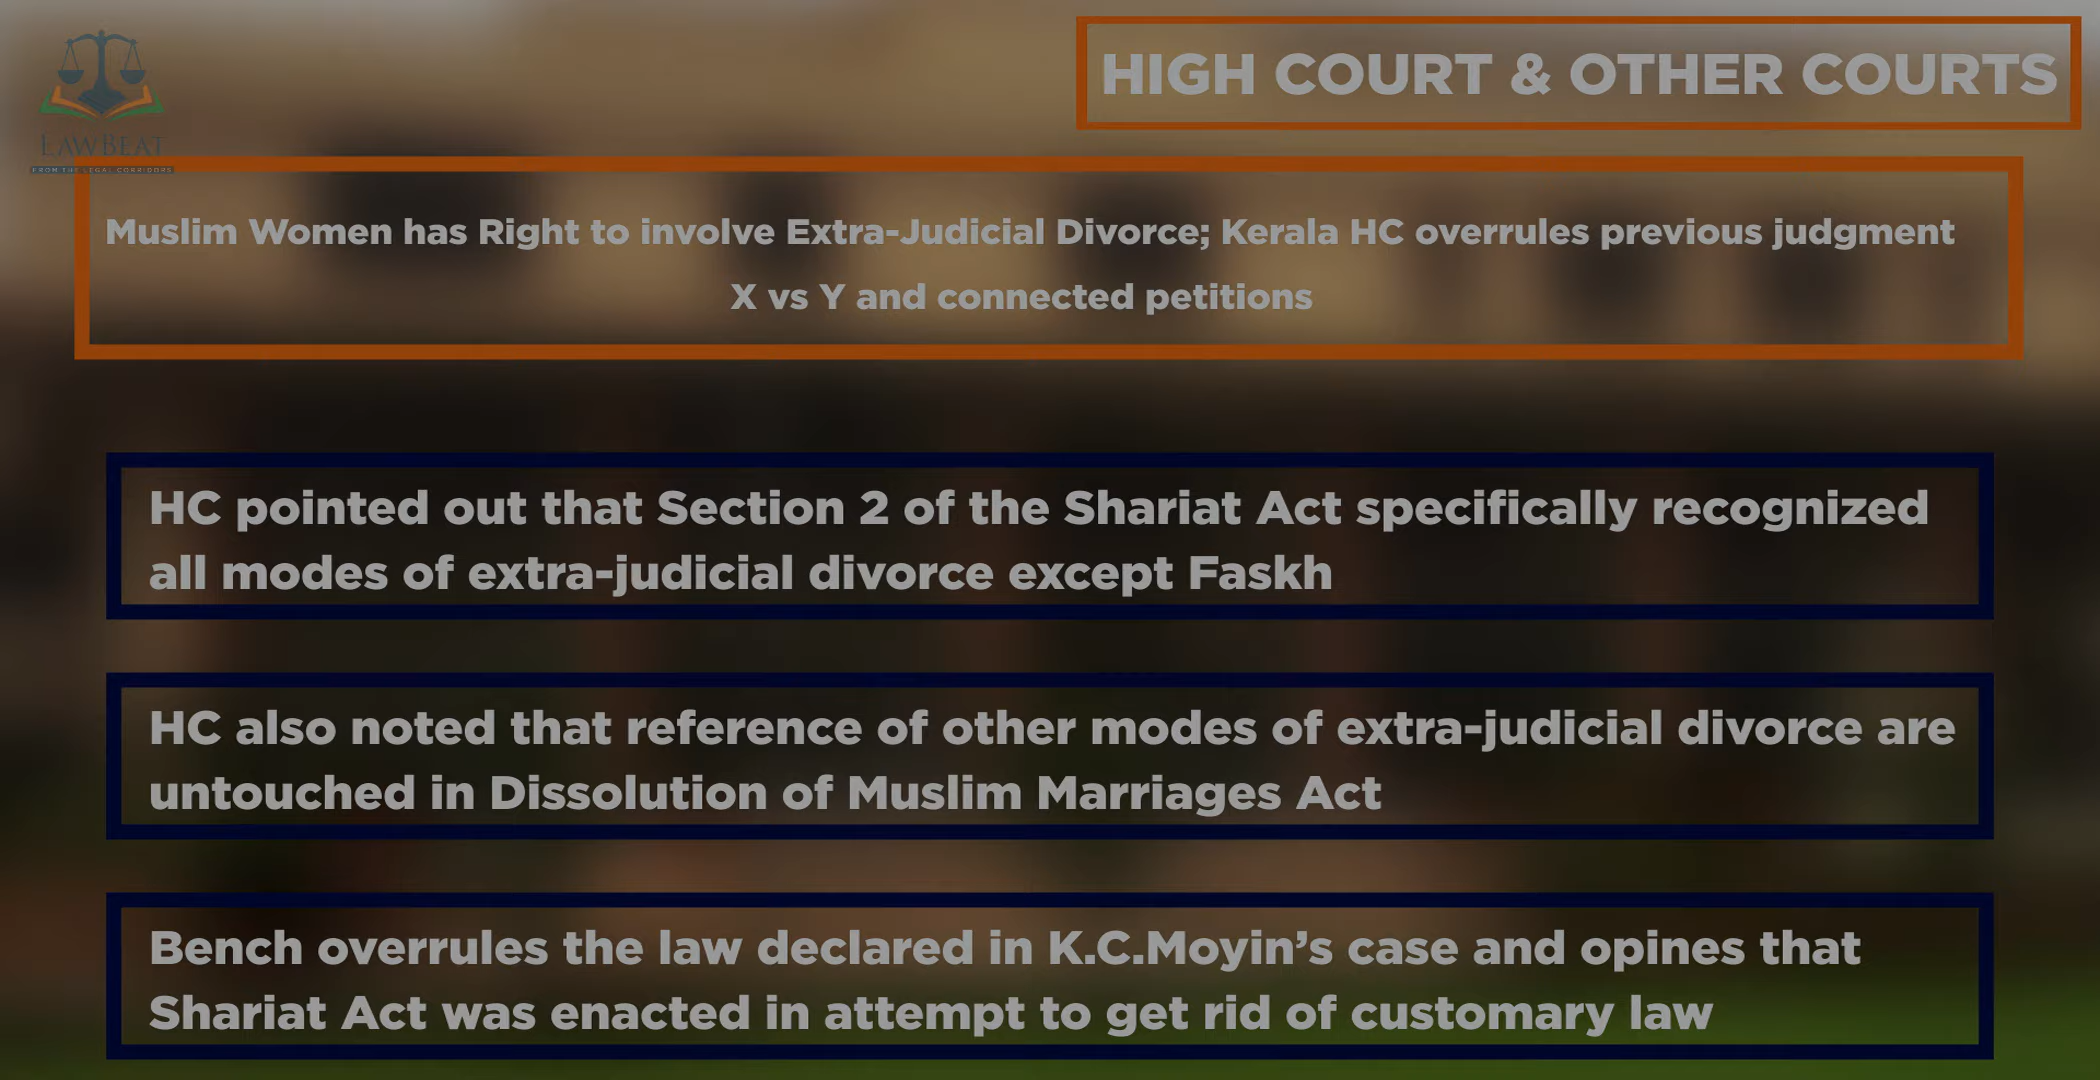 LAWBEAT
FROM THE LEGAL CORRIDORS
HIGH COURT & OTHER COURTS
Muslim Women has Right to involve Extra-Judicial Divorce; Kerala HC overrules previous judgment
X vs Y and connected petitions
HC pointed out that Section 2 of the Shariat Act specifically recognized
all modes of extra-judicial divorce except Faskh
HC also noted that reference of other modes of extra-judicial divorce are
untouched in Dissolution of Muslim Marriages Act
Bench overrules the law declared in K.C.Moyin’s case and opines that
Shariat Act was enacted in attempt to get rid of customary law